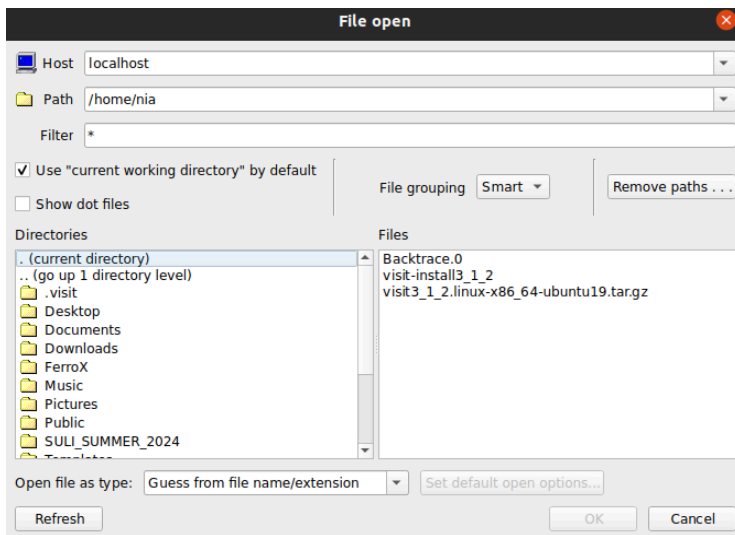 File open
Host localhost
Path /home/nia
Filter *
Use "current working directory" by default
Show dot files
File grouping Smart
Remove paths . . .
Directories
. (current directory)
.. (go up 1 directory level)
.visit
Desktop
Documents
Downloads
FerroX
Music
Pictures
Public
SULI_SUMMER_2024
Templates
Files
Backtrace.0
visit-install3_1_2
visit3_1_2.linux-x86_64-ubuntu19.tar.gz
Open file as type: Guess from file name/extension
Set default open options...
Refresh
OK
Cancel